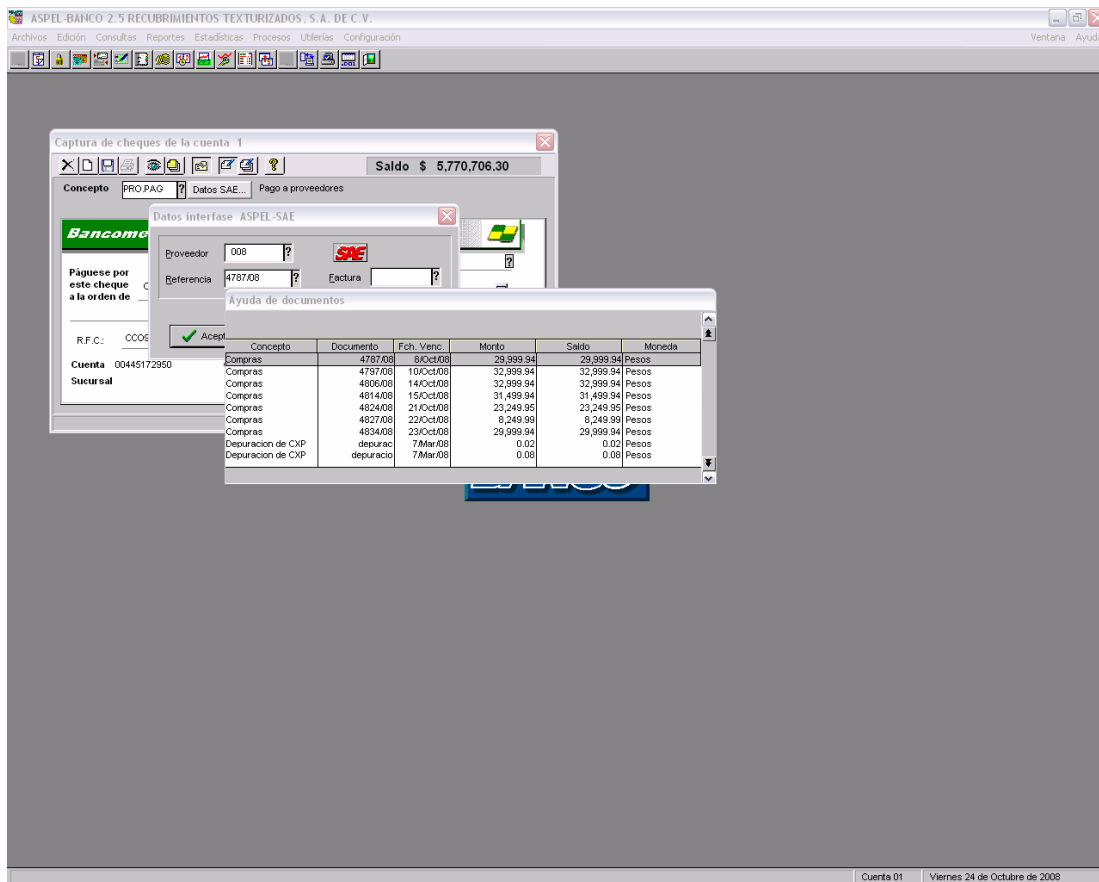 ASPEL-BANCO 2.5 RECUBRIMIENTOS TEXTURIZADOS, S.A. DE C.V.
Archivos Edición Consultas Reportes Estadísticas Procesos Utilerías Configuración Ventana Ayuda
Captura de cheques de la cuenta 1
Saldo $ 5,770,706.30
Concepto PRO.PAG ? Datos SAE... Pago a proveedores
Datos interfase ASPEL-SAE
Bancome
Proveedor 008 ? SAE
?
Páguese por
este cheque
a la orden de
Referencia 4787/08 ? Factura ?
Ayuda de documentos
R.F.C.: Acept
Concepto Documento Fch. Venc. Monto Saldo Moneda
Compras 4787/08 8/Oct/08 29,999.94 29,999.94 Pesos
Compras 4797/08 10/Oct/08 32,999.94 32,999.94 Pesos
Compras 4806/08 14/Oct/08 32,999.94 32,999.94 Pesos
Compras 4814/08 15/Oct/08 31,499.94 31,499.94 Pesos
Compras 4824/08 21/Oct/08 23,249.95 23,249.95 Pesos
Compras 4827/08 22/Oct/08 8,249.99 8,249.99 Pesos
Compras 4834/08 23/Oct/08 29,999.94 29,999.94 Pesos
Depuracion de CXP depurac 7/Mar/08 0.02 0.02 Pesos
Depuracion de CXP depuracio 7/Mar/08 0.08 0.08 Pesos
Cuenta 00445172950
Sucursal
Cuenta 01 Viernes 24 de Octubre de 2008